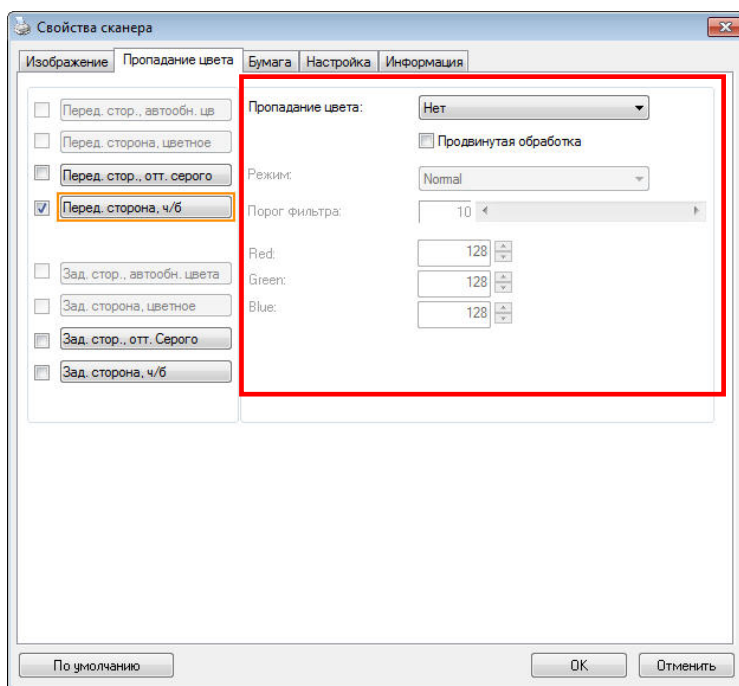 Свойства сканера
Изображение Пропадание цвета Бумага Настройка Информация
Перед. стор., автообн. цв
Перед. сторона, цветное
Перед. стор., отт. серого
Перед. сторона, ч/б
Зад. стор., автообн. цвета
Зад. сторона, цветное
Зад. стор., отт. Серого
Зад. сторона, ч/б
Пропадание цвета: Нет
Продвинутая обработка
Режим: Normal
Порог фильтра: 10
Red: 128
Green: 128
Blue: 128
По умолчанию OK Отменить